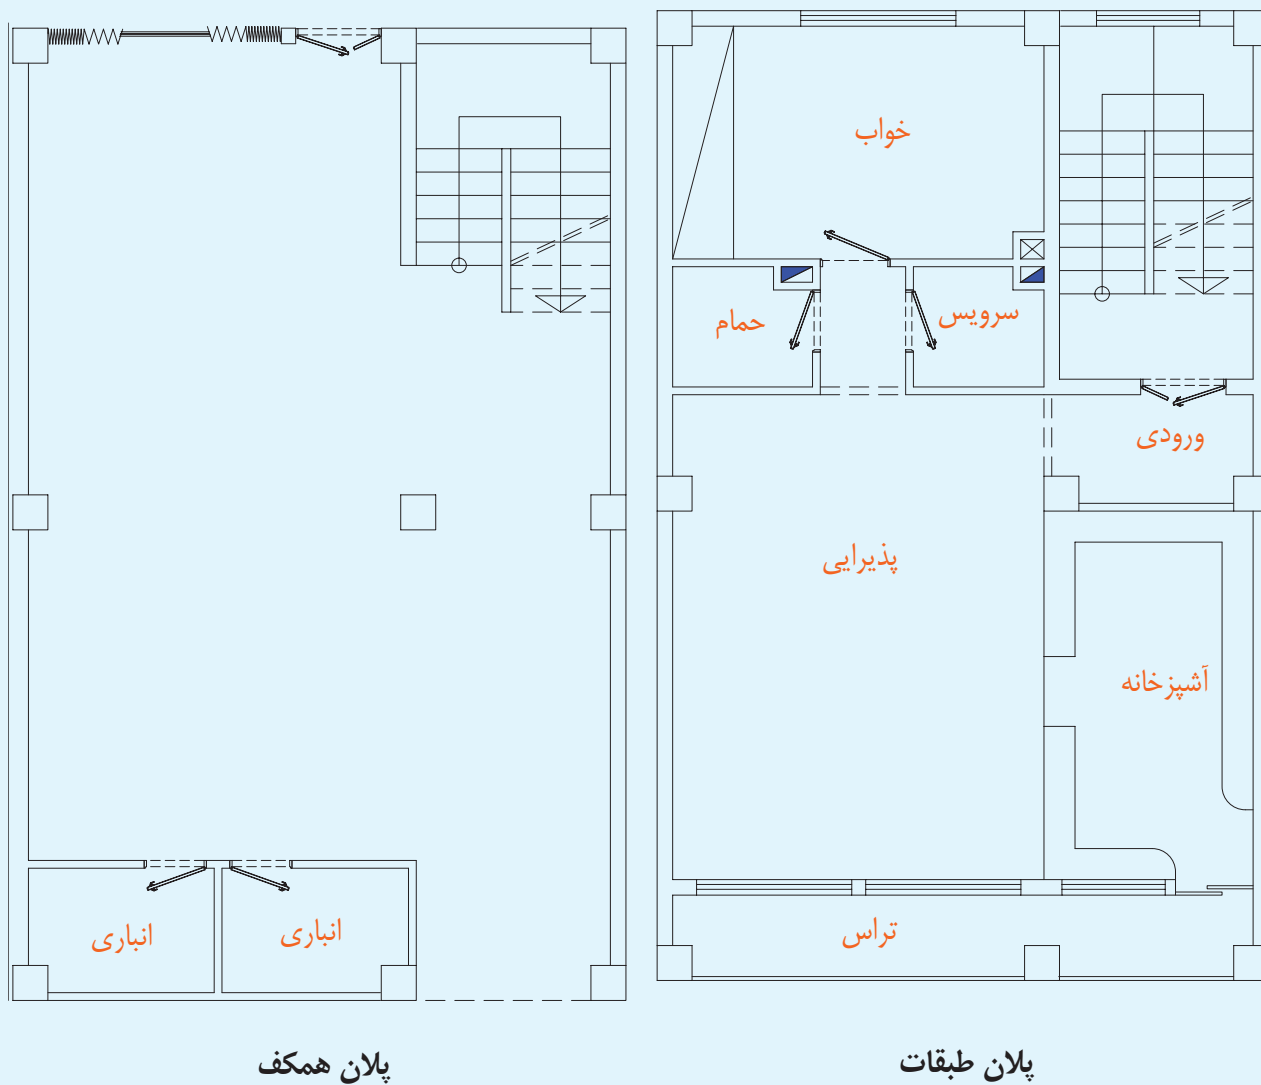 خواب
سرویس
حمام
ورودی
پذیرایی
آشپزخانه
تراس
انباری
انباری
پلان طبقات
پلان همکف